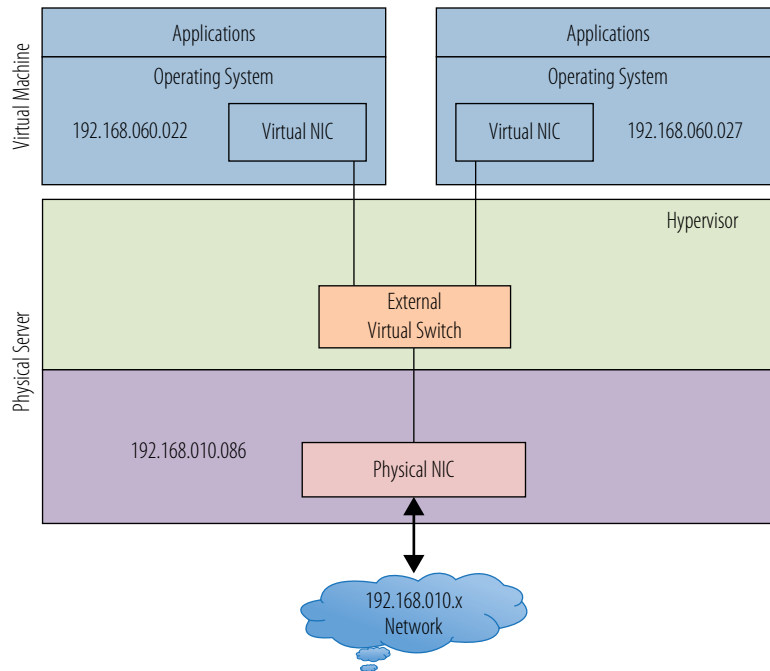 Virtual Machine
Applications
Operating System
192.168.060.022
Virtual NIC
Applications
Operating System
Virtual NIC
192.168.060.027
Physical Server
Hypervisor
External
Virtual Switch
192.168.010.086
Physical NIC
192.168.010.x
Network